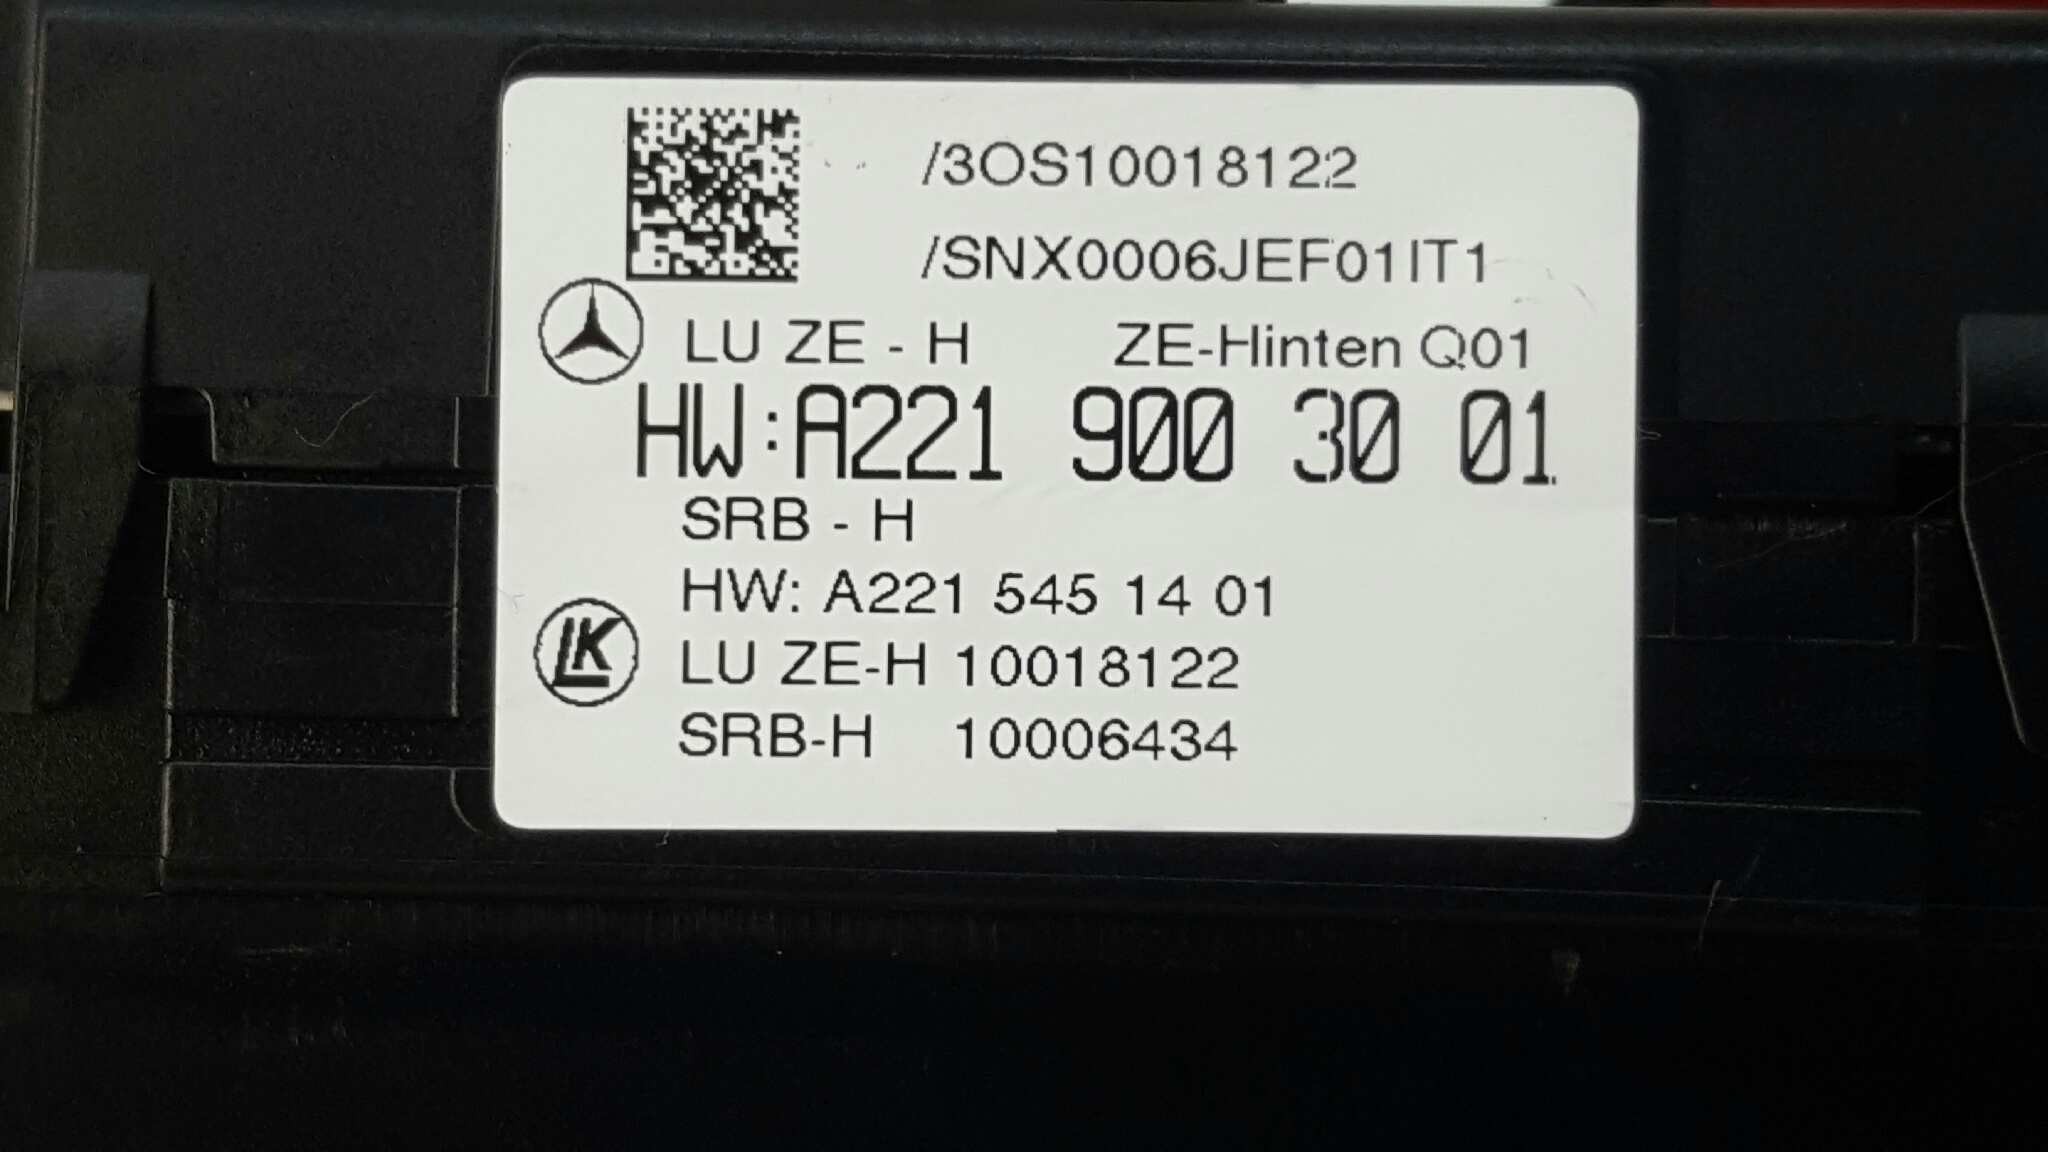 /3OS10018122
/SNX0006JEF01IT1
LU ZE - H ZE-Hinten Q01
HW:A221 900 30 01
SRB - H
HW: A221 545 14 01
LK
LU ZE-H 10018122
SRB-H 10006434